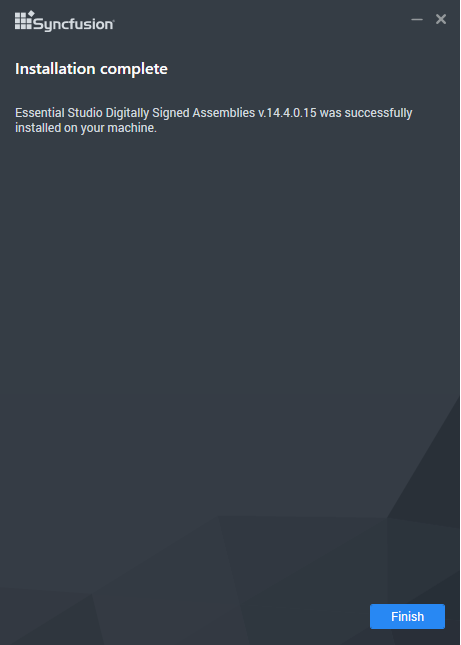 Syncfusion
Installation complete
Essential Studio Digitally Signed Assemblies v.14.4.0.15 was successfully
installed on your machine.
Finish